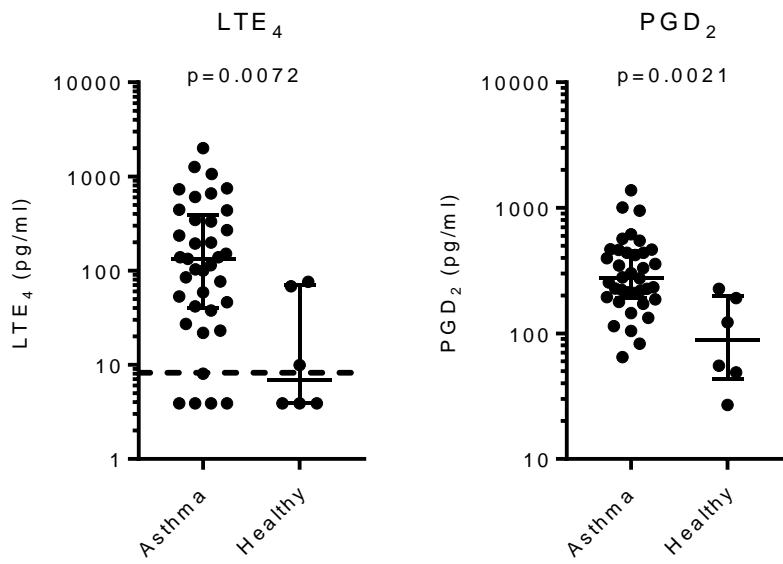 LTE4
p=0.0072
10000
1000
100
10
1
LTE4 (pg/ml)
Asthma
Healthy
PGD2
p=0.0021
10000
1000
100
10
PGD2 (pg/ml)
Asthma
Healthy